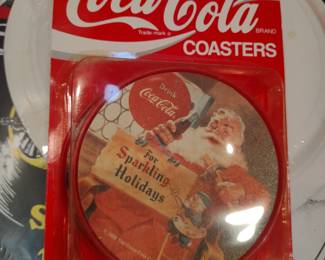 Coca-Cola
Trade mark ®
BRAND
COASTERS
Drink
Coca-Cola
For
Sparkling
Holidays